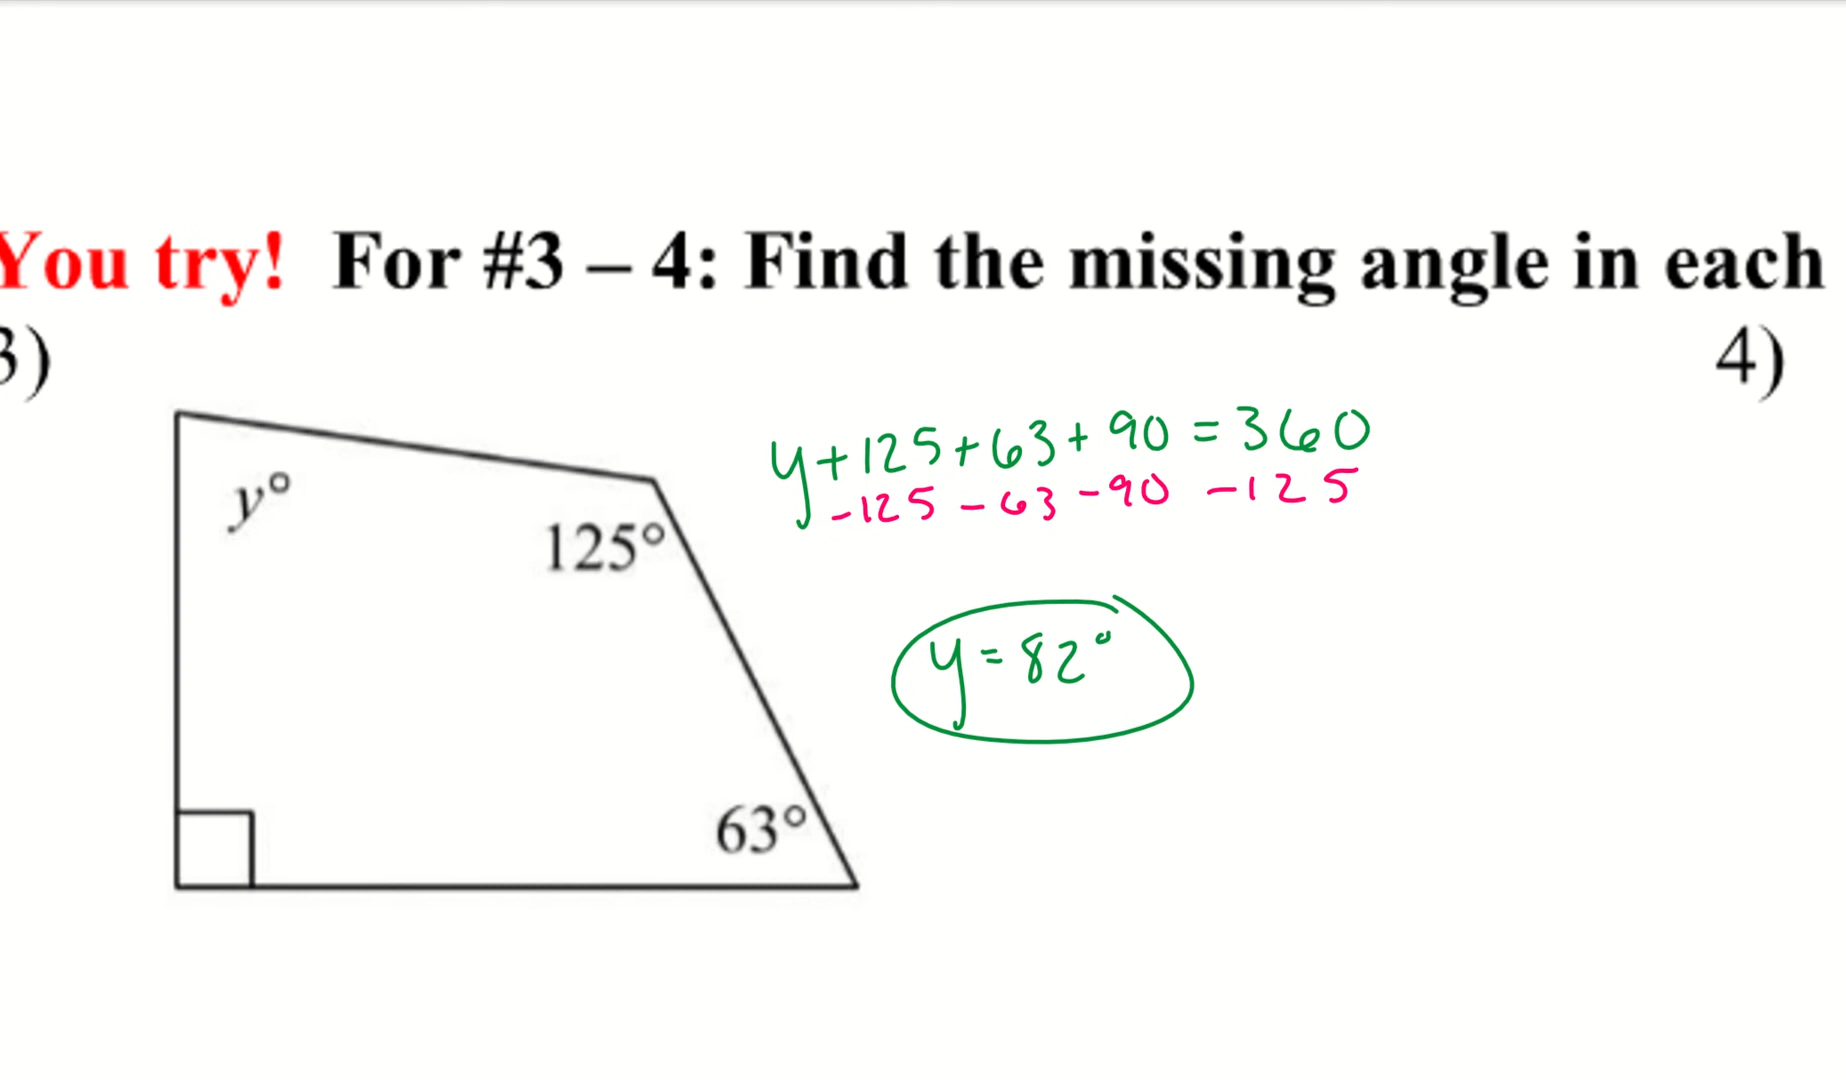 You try! For #3 – 4: Find the missing angle in each
3)
4)
y°
125°
63°
y+125+63+90 = 360
-125 -63 -90 -125
y = 82°